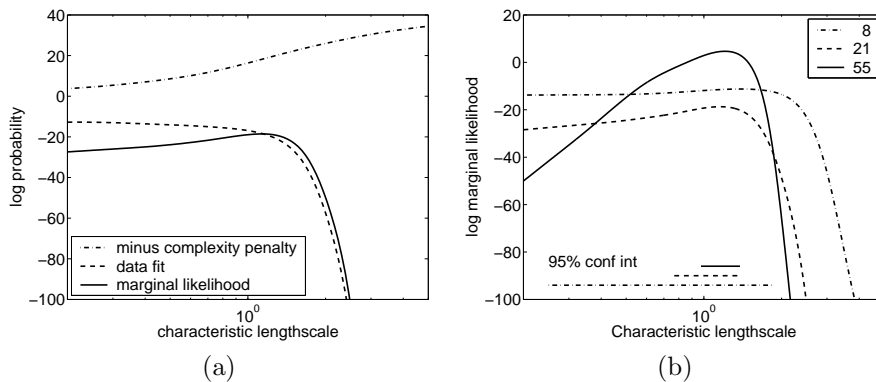 40
20
0
−20
−40
−60
−80
−100
log probability
minus complexity penalty
data fit
marginal likelihood
10⁰
characteristic lengthscale
(a)
20
0
−20
−40
−60
−80
−100
log marginal likelihood
8
21
55
95% conf int
10⁰
Characteristic lengthscale
(b)